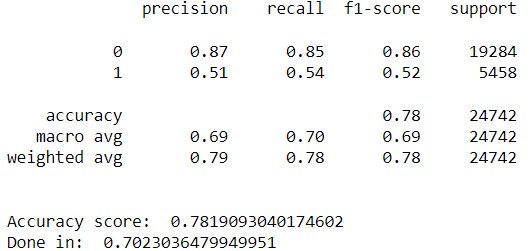 precision recall f1-score support
0 0.87 0.85 0.86 19284
1 0.51 0.54 0.52 5458
accuracy 0.78 24742
macro avg 0.69 0.70 0.69 24742
weighted avg 0.79 0.78 0.78 24742
Accuracy score: 0.7819093040174602
Done in: 0.7023036479949951